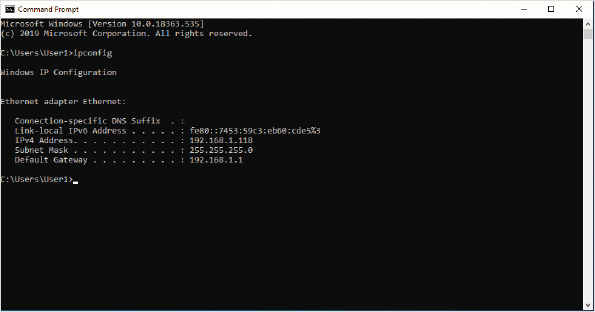 Command Prompt
Microsoft Windows [Version 10.0.18363.535]
(c) 2019 Microsoft Corporation. All rights reserved.
C:\Users\User1>ipconfig
Windows IP Configuration
Ethernet adapter Ethernet:
Connection-specific DNS Suffix . :
Link-local IPv6 Address . . . . . : fe80::7453:59c3:eb60:cde5%3
IPv4 Address. . . . . . . . . . . : 192.168.1.118
Subnet Mask . . . . . . . . . . . : 255.255.255.0
Default Gateway . . . . . . . . . : 192.168.1.1
C:\Users\User1>